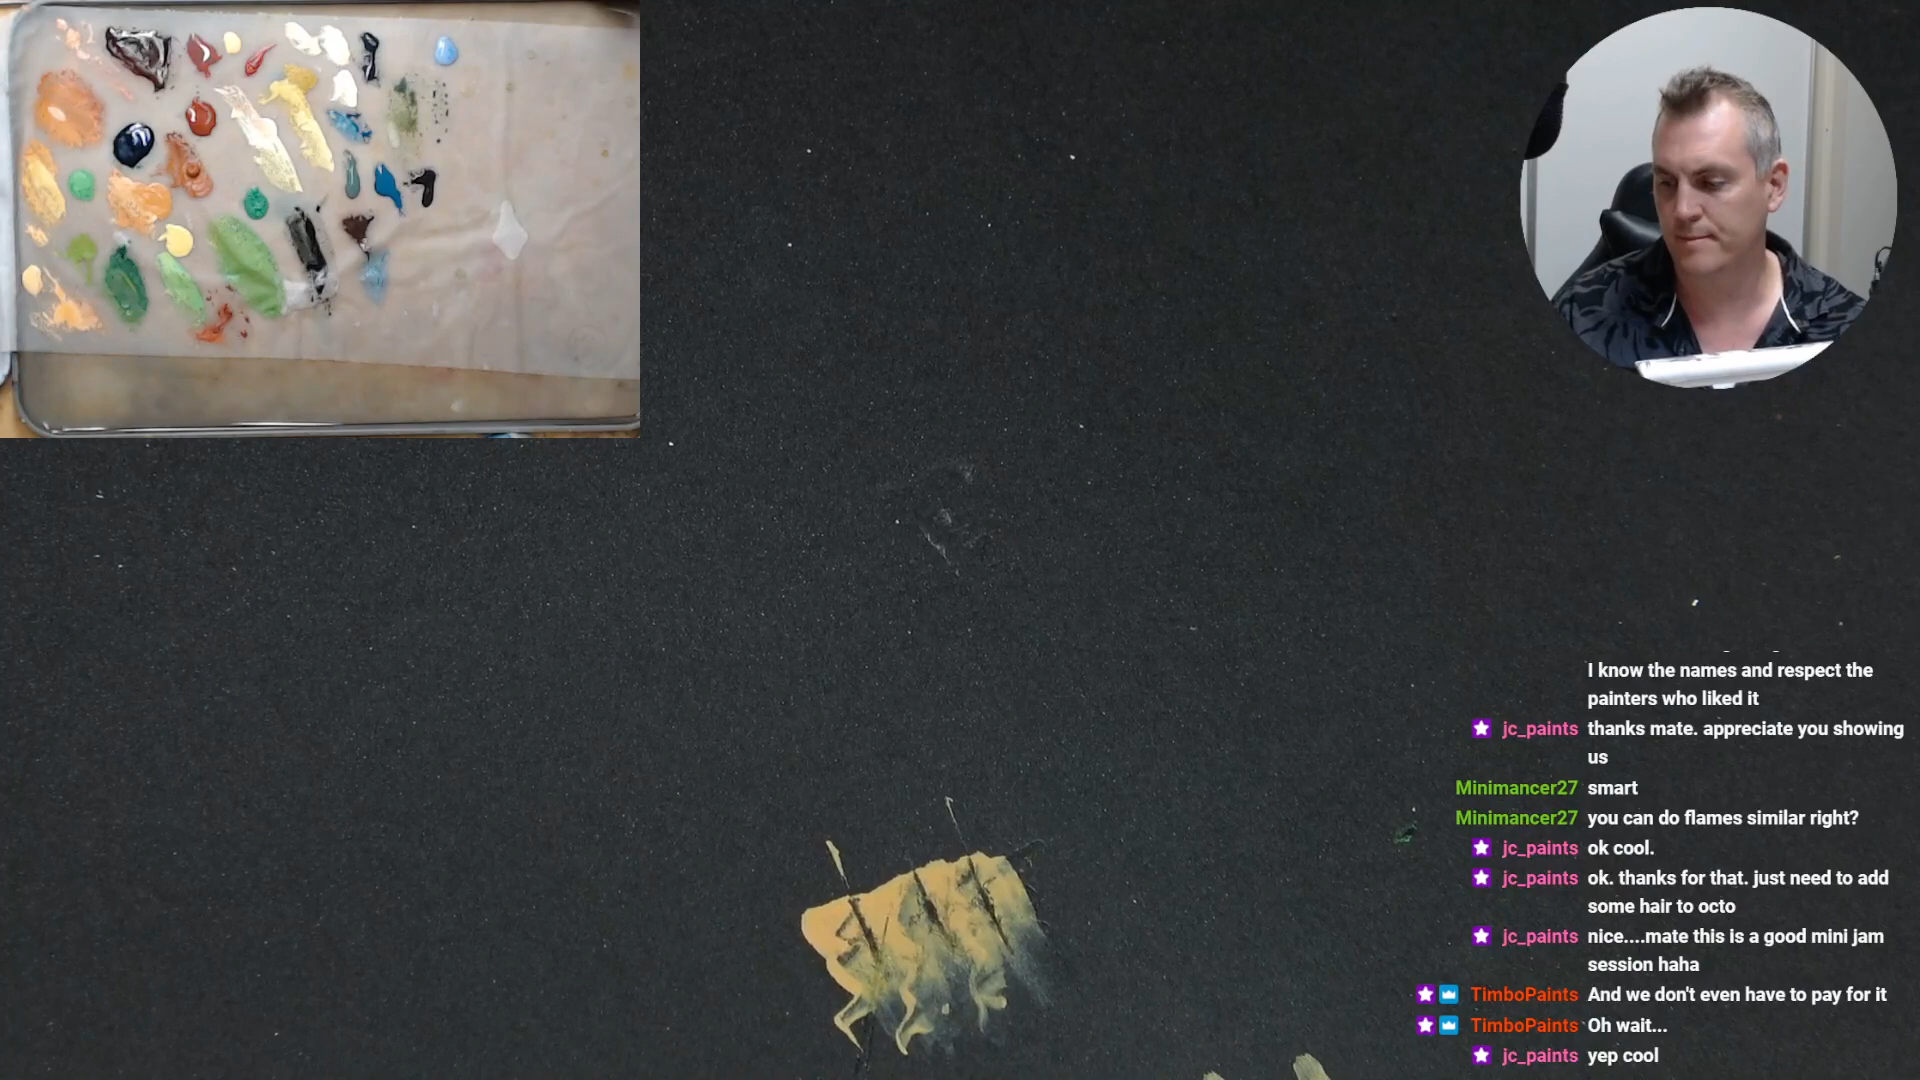 I know the names and respect the
painters who liked it
jc_paints thanks mate. appreciate you showing
us
Minimancer27 smart
Minimancer27 you can do flames similar right?
jc_paints ok cool.
jc_paints ok. thanks for that. just need to add
some hair to octo
jc_paints nice....mate this is a good mini jam
session haha
TimboPaints And we don't even have to pay for it
TimboPaints Oh wait...
jc_paints yep cool